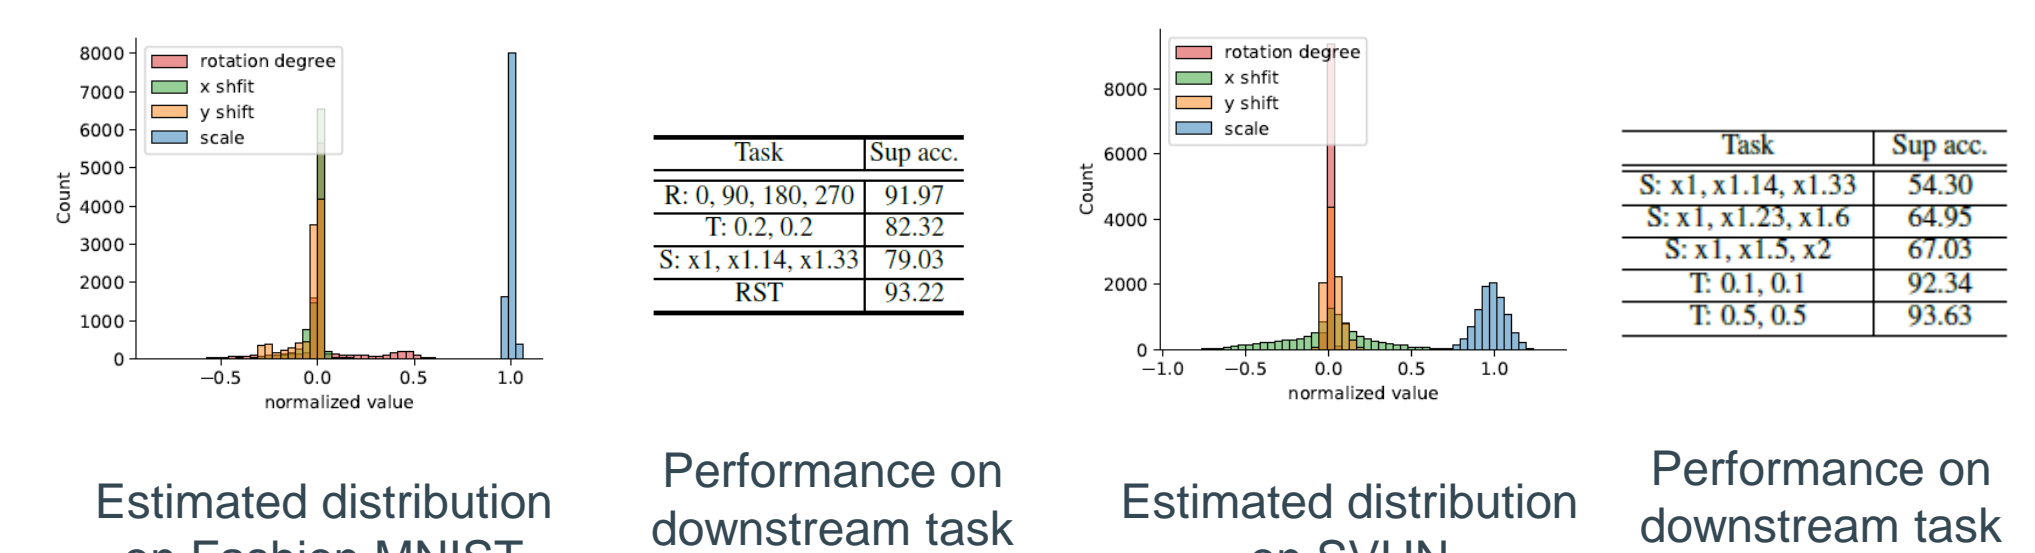 8000
7000
6000
5000
4000
3000
2000
1000
0
Count
rotation degree
x shfit
y shift
scale
−0.5 0.0 0.5 1.0
normalized value
Task Sup acc.
R: 0, 90, 180, 270 91.97
T: 0.2, 0.2 82.32
S: x1, x1.14, x1.33 79.03
RST 93.22
8000
6000
4000
2000
0
Count
rotation degree
x shfit
y shift
scale
−1.0 −0.5 0.0 0.5 1.0
normalized value
Task Sup acc.
S: x1, x1.14, x1.33 54.30
S: x1, x1.23, x1.6 64.95
S: x1, x1.5, x2 67.03
T: 0.1, 0.1 92.34
T: 0.5, 0.5 93.63
Estimated distribution
on Fashion MNIST
Performance on
downstream task
Estimated distribution
on SVHN
Performance on
downstream task